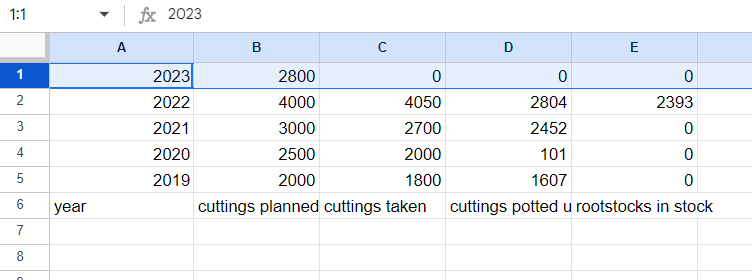 1:1 fx 2023
A B C D E
1 2023 2800 0 0 0
2 2022 4000 4050 2804 2393
3 2021 3000 2700 2452 0
4 2020 2500 2000 101 0
5 2019 2000 1800 1607 0
6 year cuttings planned cuttings taken cuttings potted u rootstocks in stock
7
8